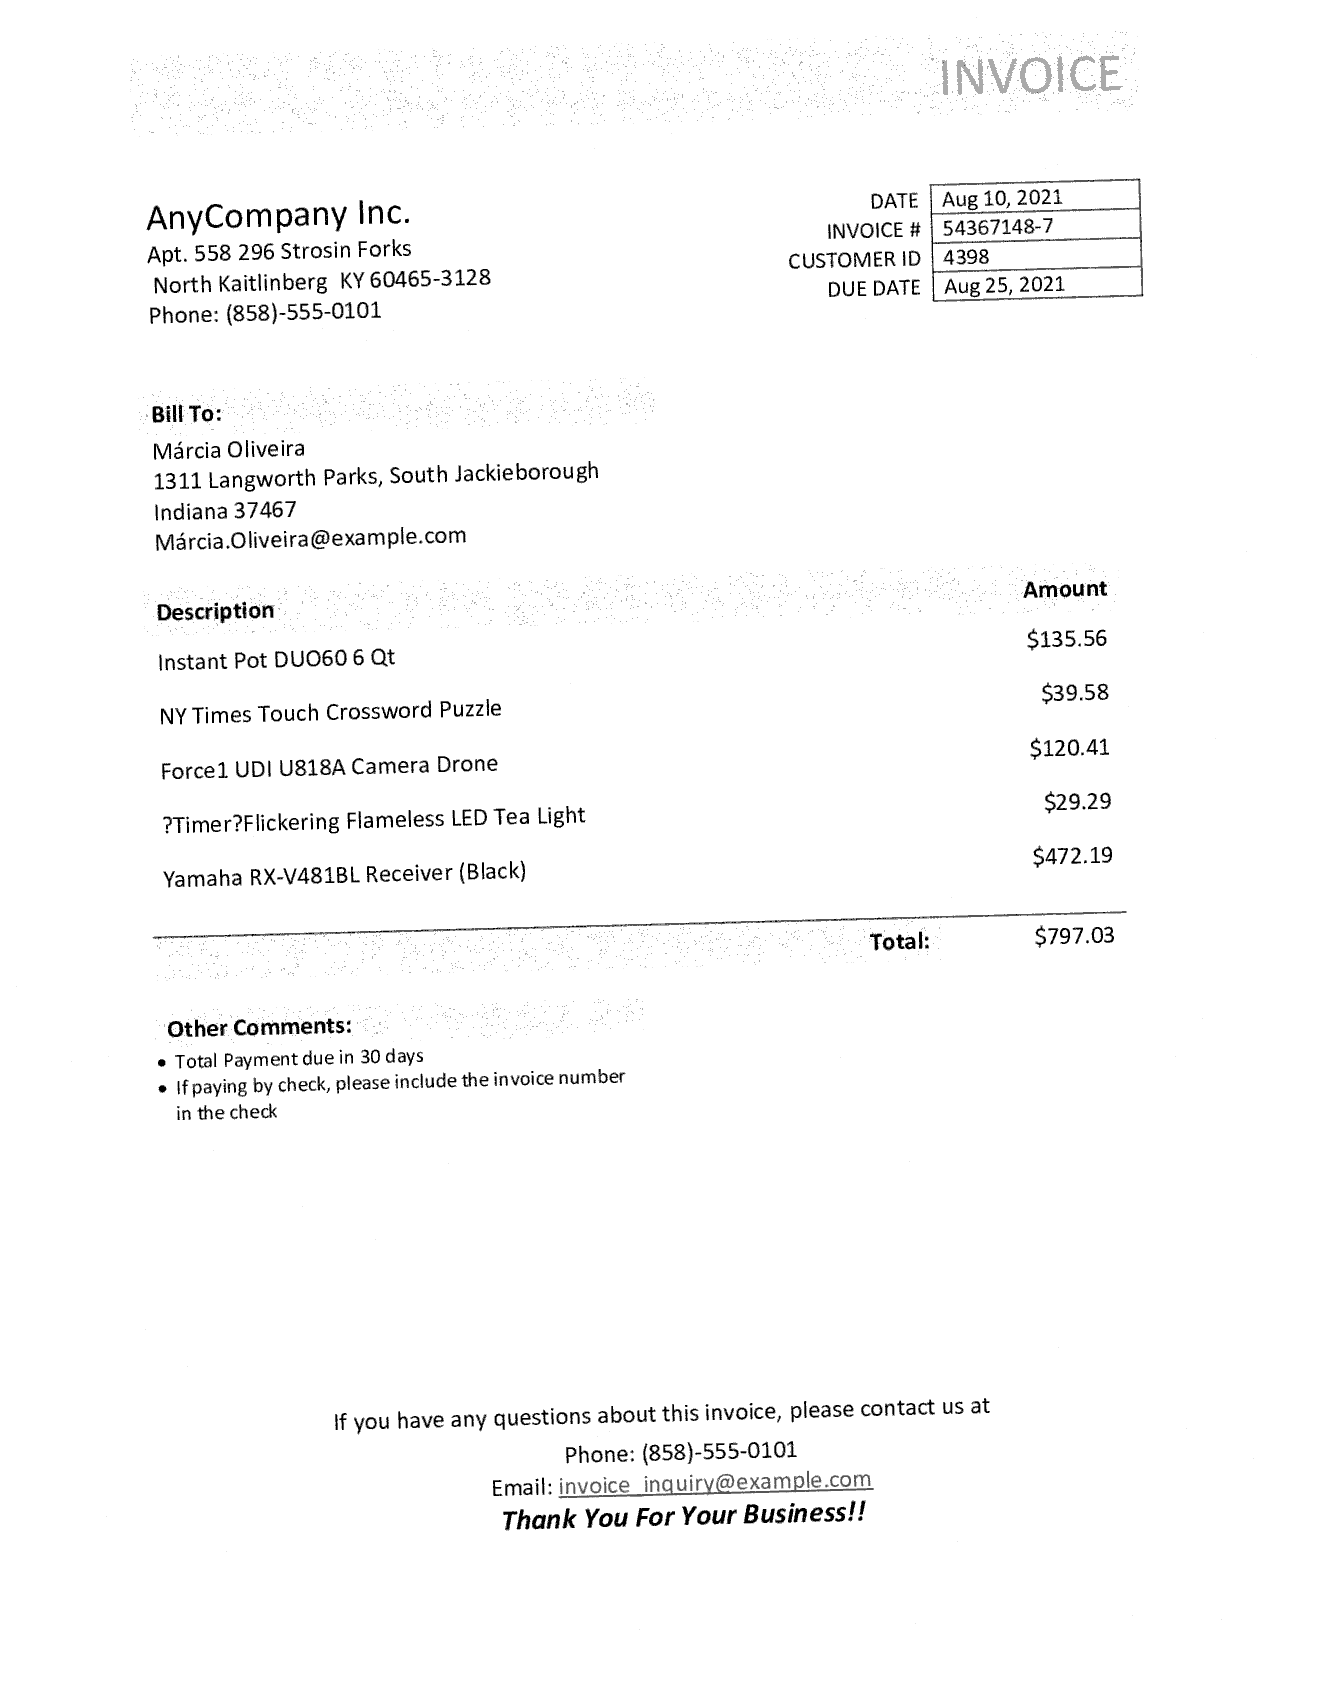 INVOICE
AnyCompany Inc.
Apt. 558 296 Strosin Forks
North Kaitlinberg KY 60465-3128
Phone: (858)-555-0101
DATE Aug 10, 2021
INVOICE # 54367148-7
CUSTOMER ID 4398
DUE DATE Aug 25, 2021
Bill To:
Márcia Oliveira
1311 Langworth Parks, South Jackieborough
Indiana 37467
Márcia.Oliveira@example.com
Description Amount
Instant Pot DUO60 6 Qt $135.56
NY Times Touch Crossword Puzzle $39.58
Force1 UDI U818A Camera Drone $120.41
?Timer?Flickering Flameless LED Tea Light $29.29
Yamaha RX-V481BL Receiver (Black) $472.19
Total: $797.03
Other Comments:
• Total Payment due in 30 days
• If paying by check, please include the invoice number
in the check
If you have any questions about this invoice, please contact us at
Phone: (858)-555-0101
Email: invoice_inquiry@example.com
Thank You For Your Business!!